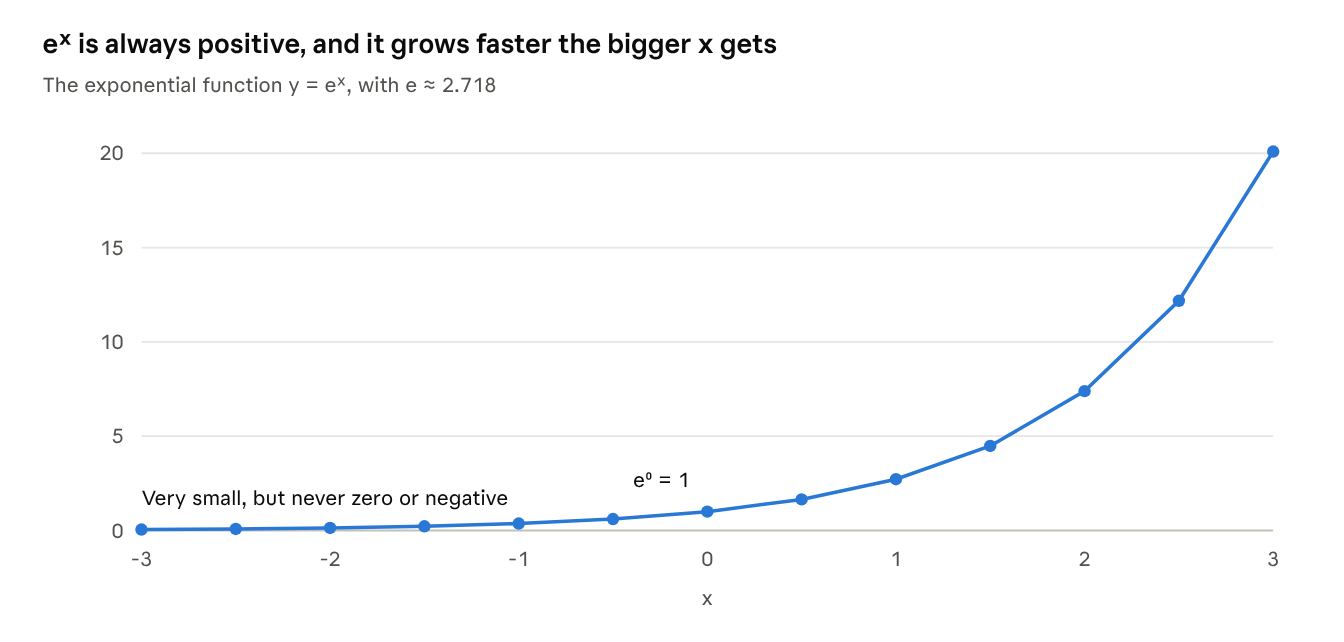 eˣ is always positive, and it grows faster the bigger x gets
The exponential function y = eˣ, with e ≈ 2.718
20
15
10
5
e⁰ = 1
Very small, but never zero or negative
0
-3 -2 -1 0 1 2 3
x